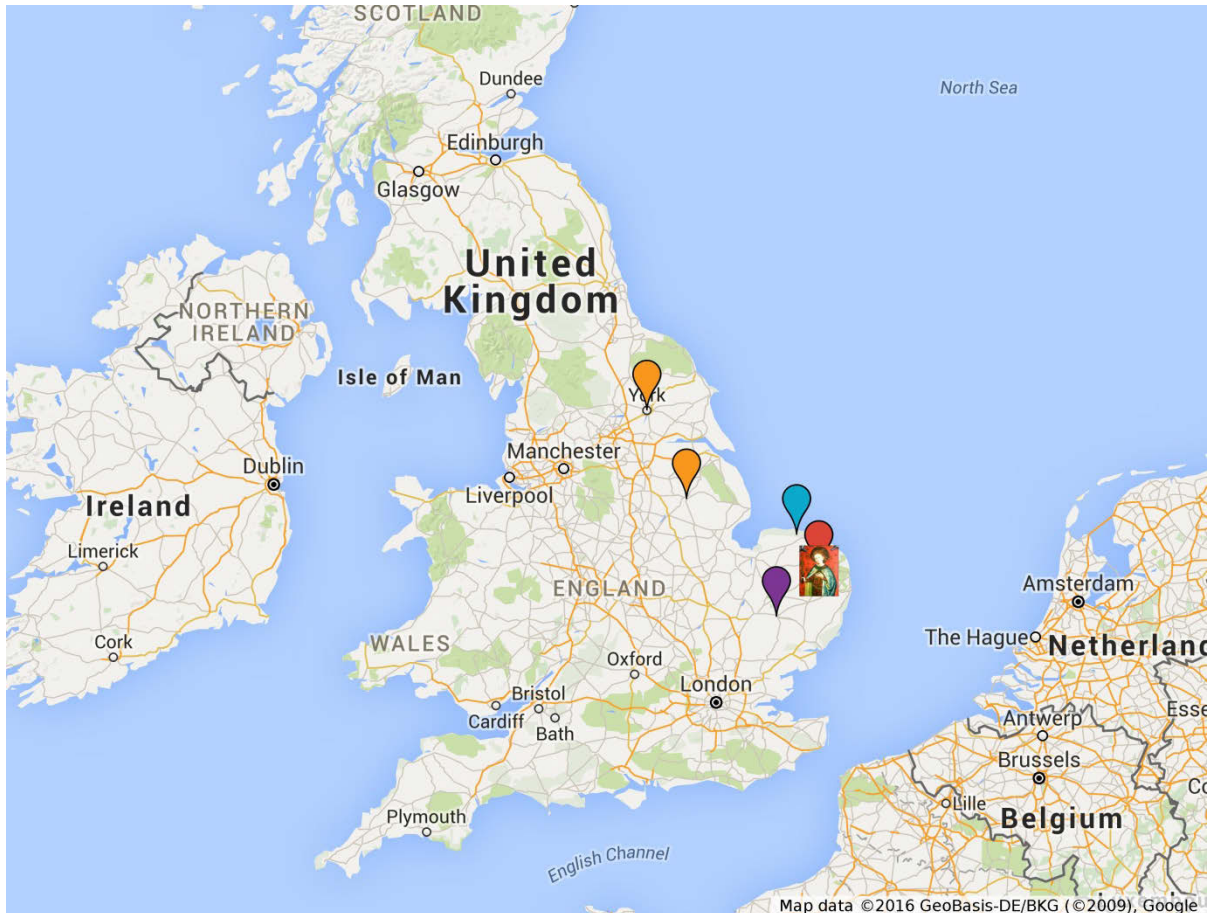 SCOTLAND
Dundee
North Sea
Edinburgh
Glasgow
United
Kingdom
NORTHERN
IRELAND
Isle of Man
York
Manchester
Liverpool
Dublin
Ireland
Limerick
ENGLAND
Amsterdam
Cork
WALES
The Hague
Netherland
Oxford
London
Bristol
Cardiff
Bath
Antwerp
Esse
Brussels
Co
Lille
Plymouth
Belgium
English Channel
Map data ©2016 GeoBasis-DE/BKG (©2009), Google